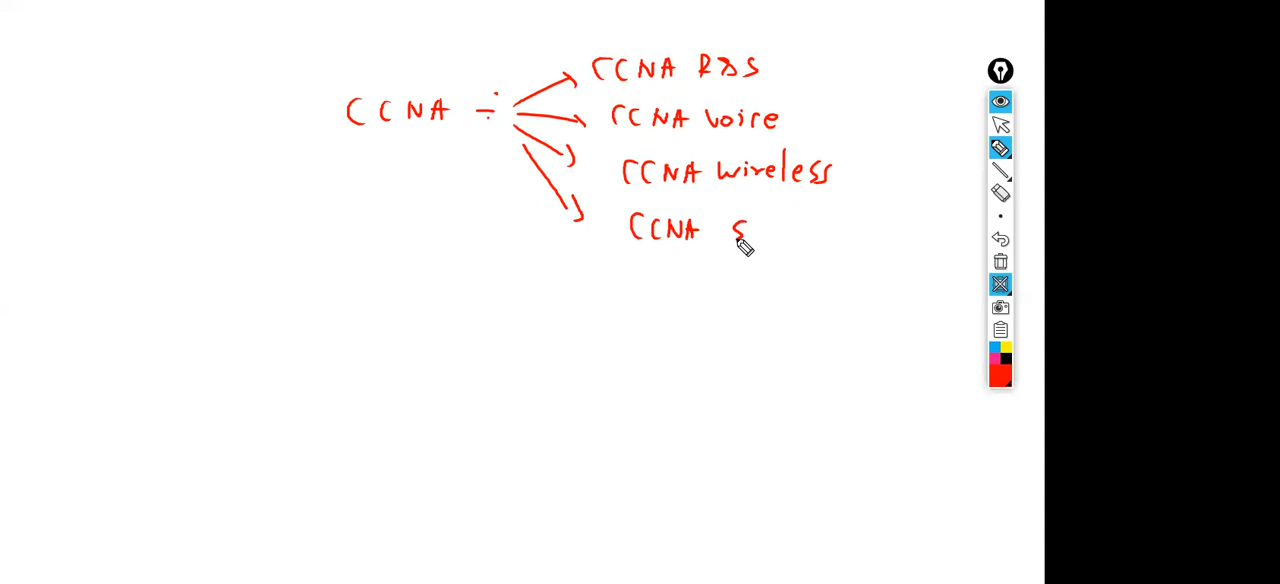 CCNA ÷
CCNA R&S
CCNA voice
CCNA wireless
CCNA S